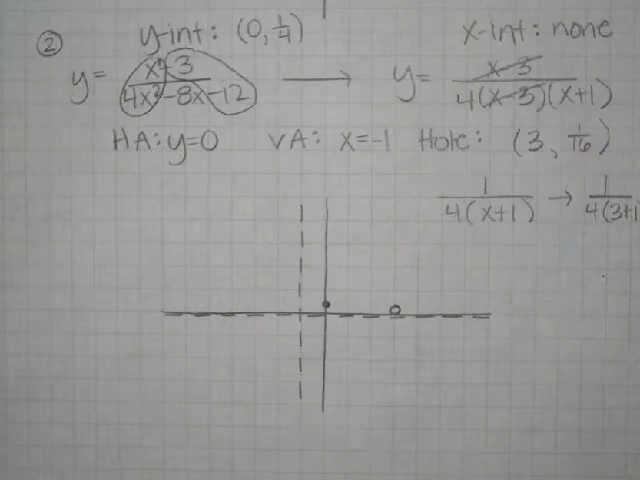 ② y-int: (0, 1/4) x-int: none
y= x-3/4x²-8x-12 → y= x-3/4(x-3)(x+1)
HA: y=0 VA: x=-1 Hole: (3, 1/16)
1/4(x+1) → 1/4(3+1